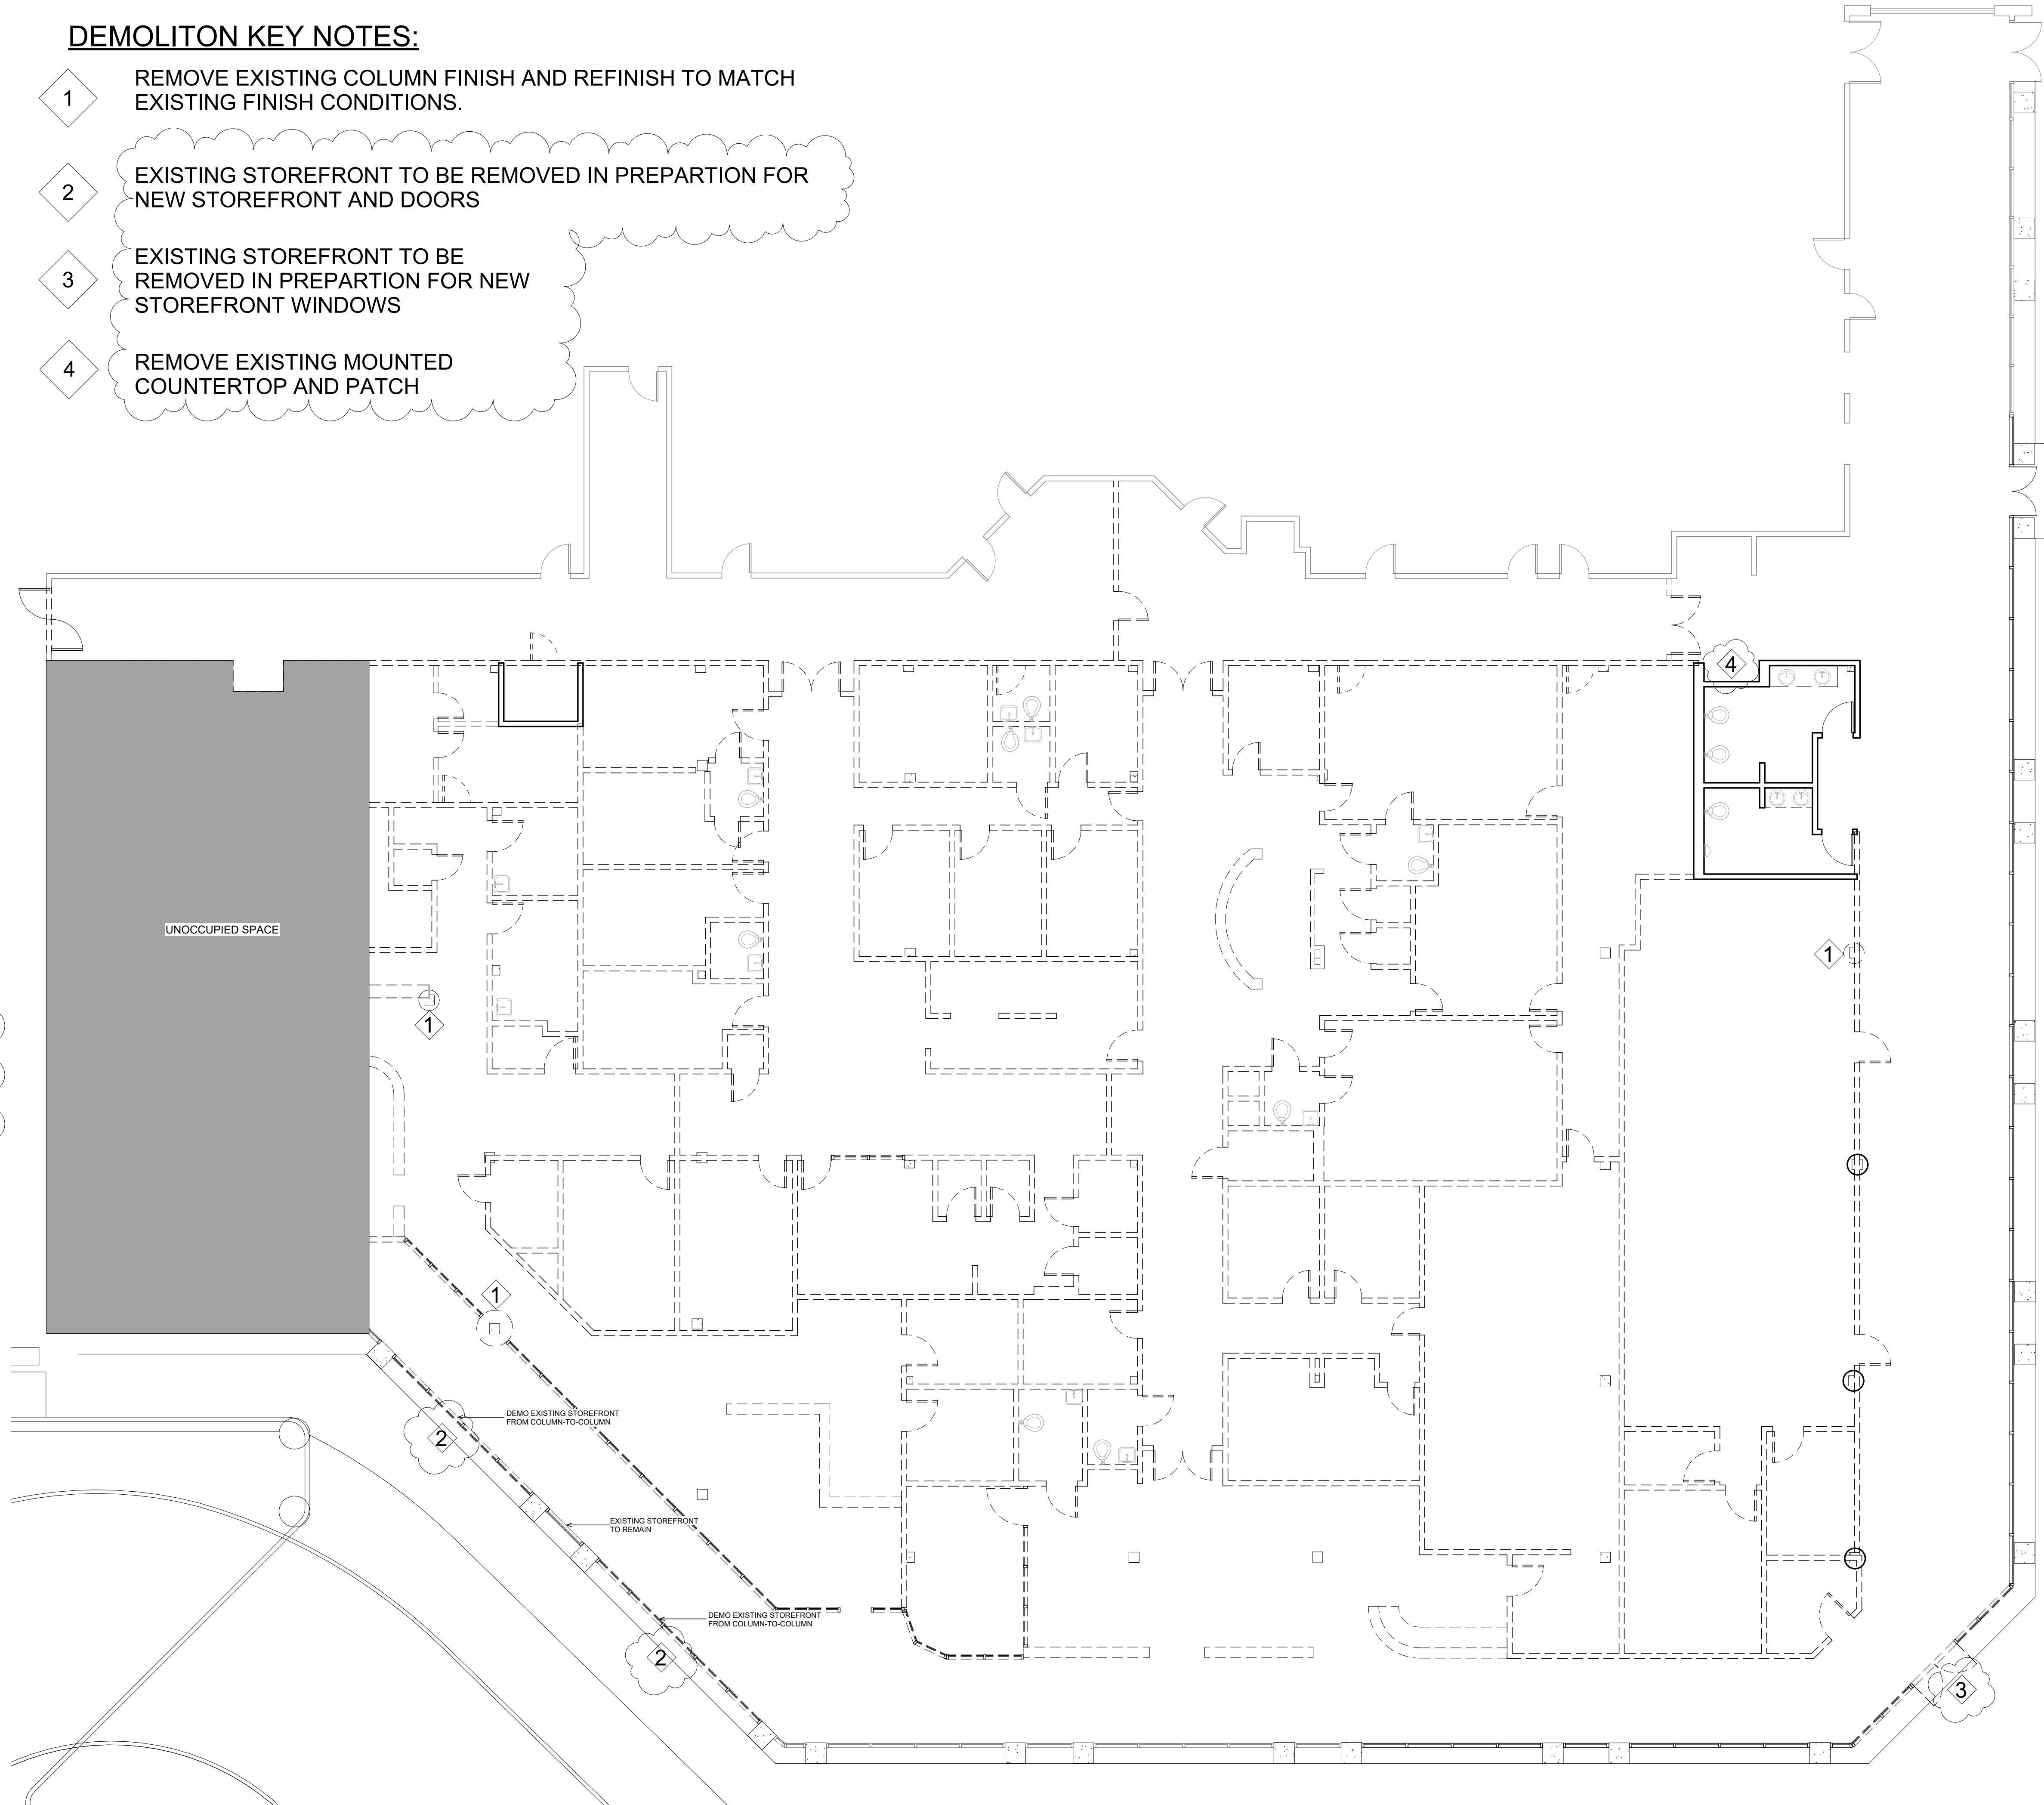 DEMOLITON KEY NOTES:
1
REMOVE EXISTING COLUMN FINISH AND REFINISH TO MATCH
EXISTING FINISH CONDITIONS.
2
EXISTING STOREFRONT TO BE REMOVED IN PREPARTION FOR
NEW STOREFRONT AND DOORS
3
EXISTING STOREFRONT TO BE
REMOVED IN PREPARTION FOR NEW
STOREFRONT WINDOWS
4
REMOVE EXISTING MOUNTED
COUNTERTOP AND PATCH
4
UNOCCUPIED SPACE
1
1
1
DEMO EXISTING STOREFRONT
FROM COLUMN-TO-COLUMN
2
EXISTING STOREFRONT
TO REMAIN
DEMO EXISTING STOREFRONT
FROM COLUMN-TO-COLUMN
2
3